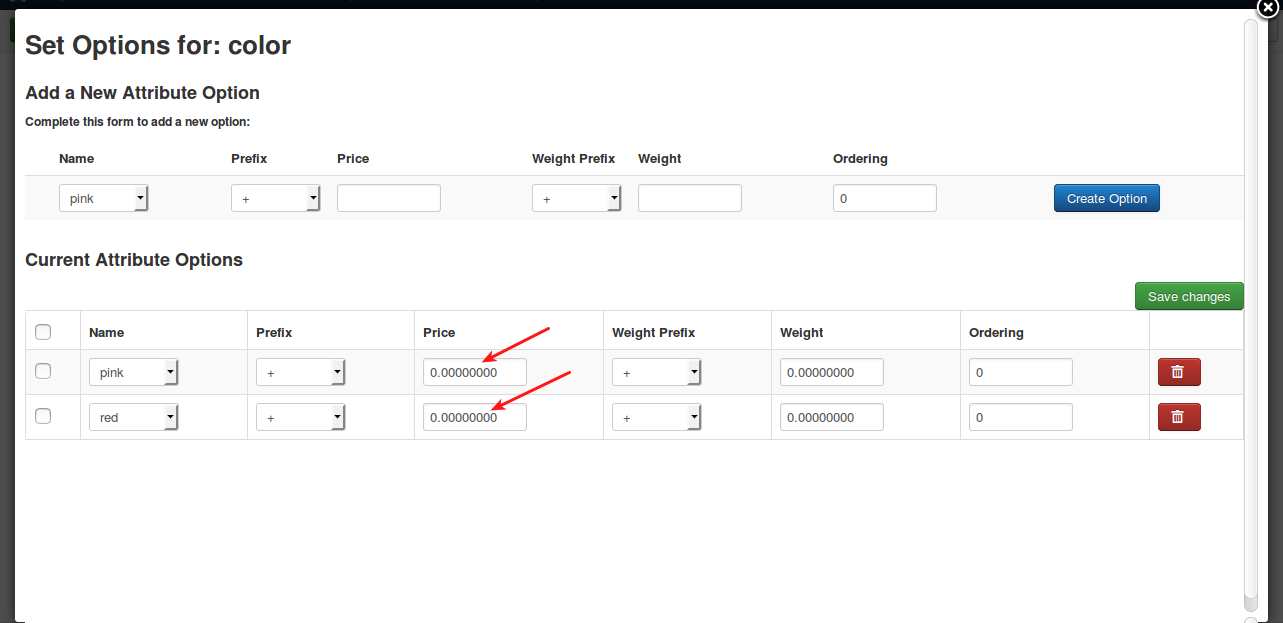 Set Options for: color
Add a New Attribute Option
Complete this form to add a new option:
Name Prefix Price Weight Prefix Weight Ordering
pink + + 0 Create Option
Current Attribute Options
Save changes
Name Prefix Price Weight Prefix Weight Ordering
pink + 0.00000000 + 0.00000000 0
red + 0.00000000 + 0.00000000 0